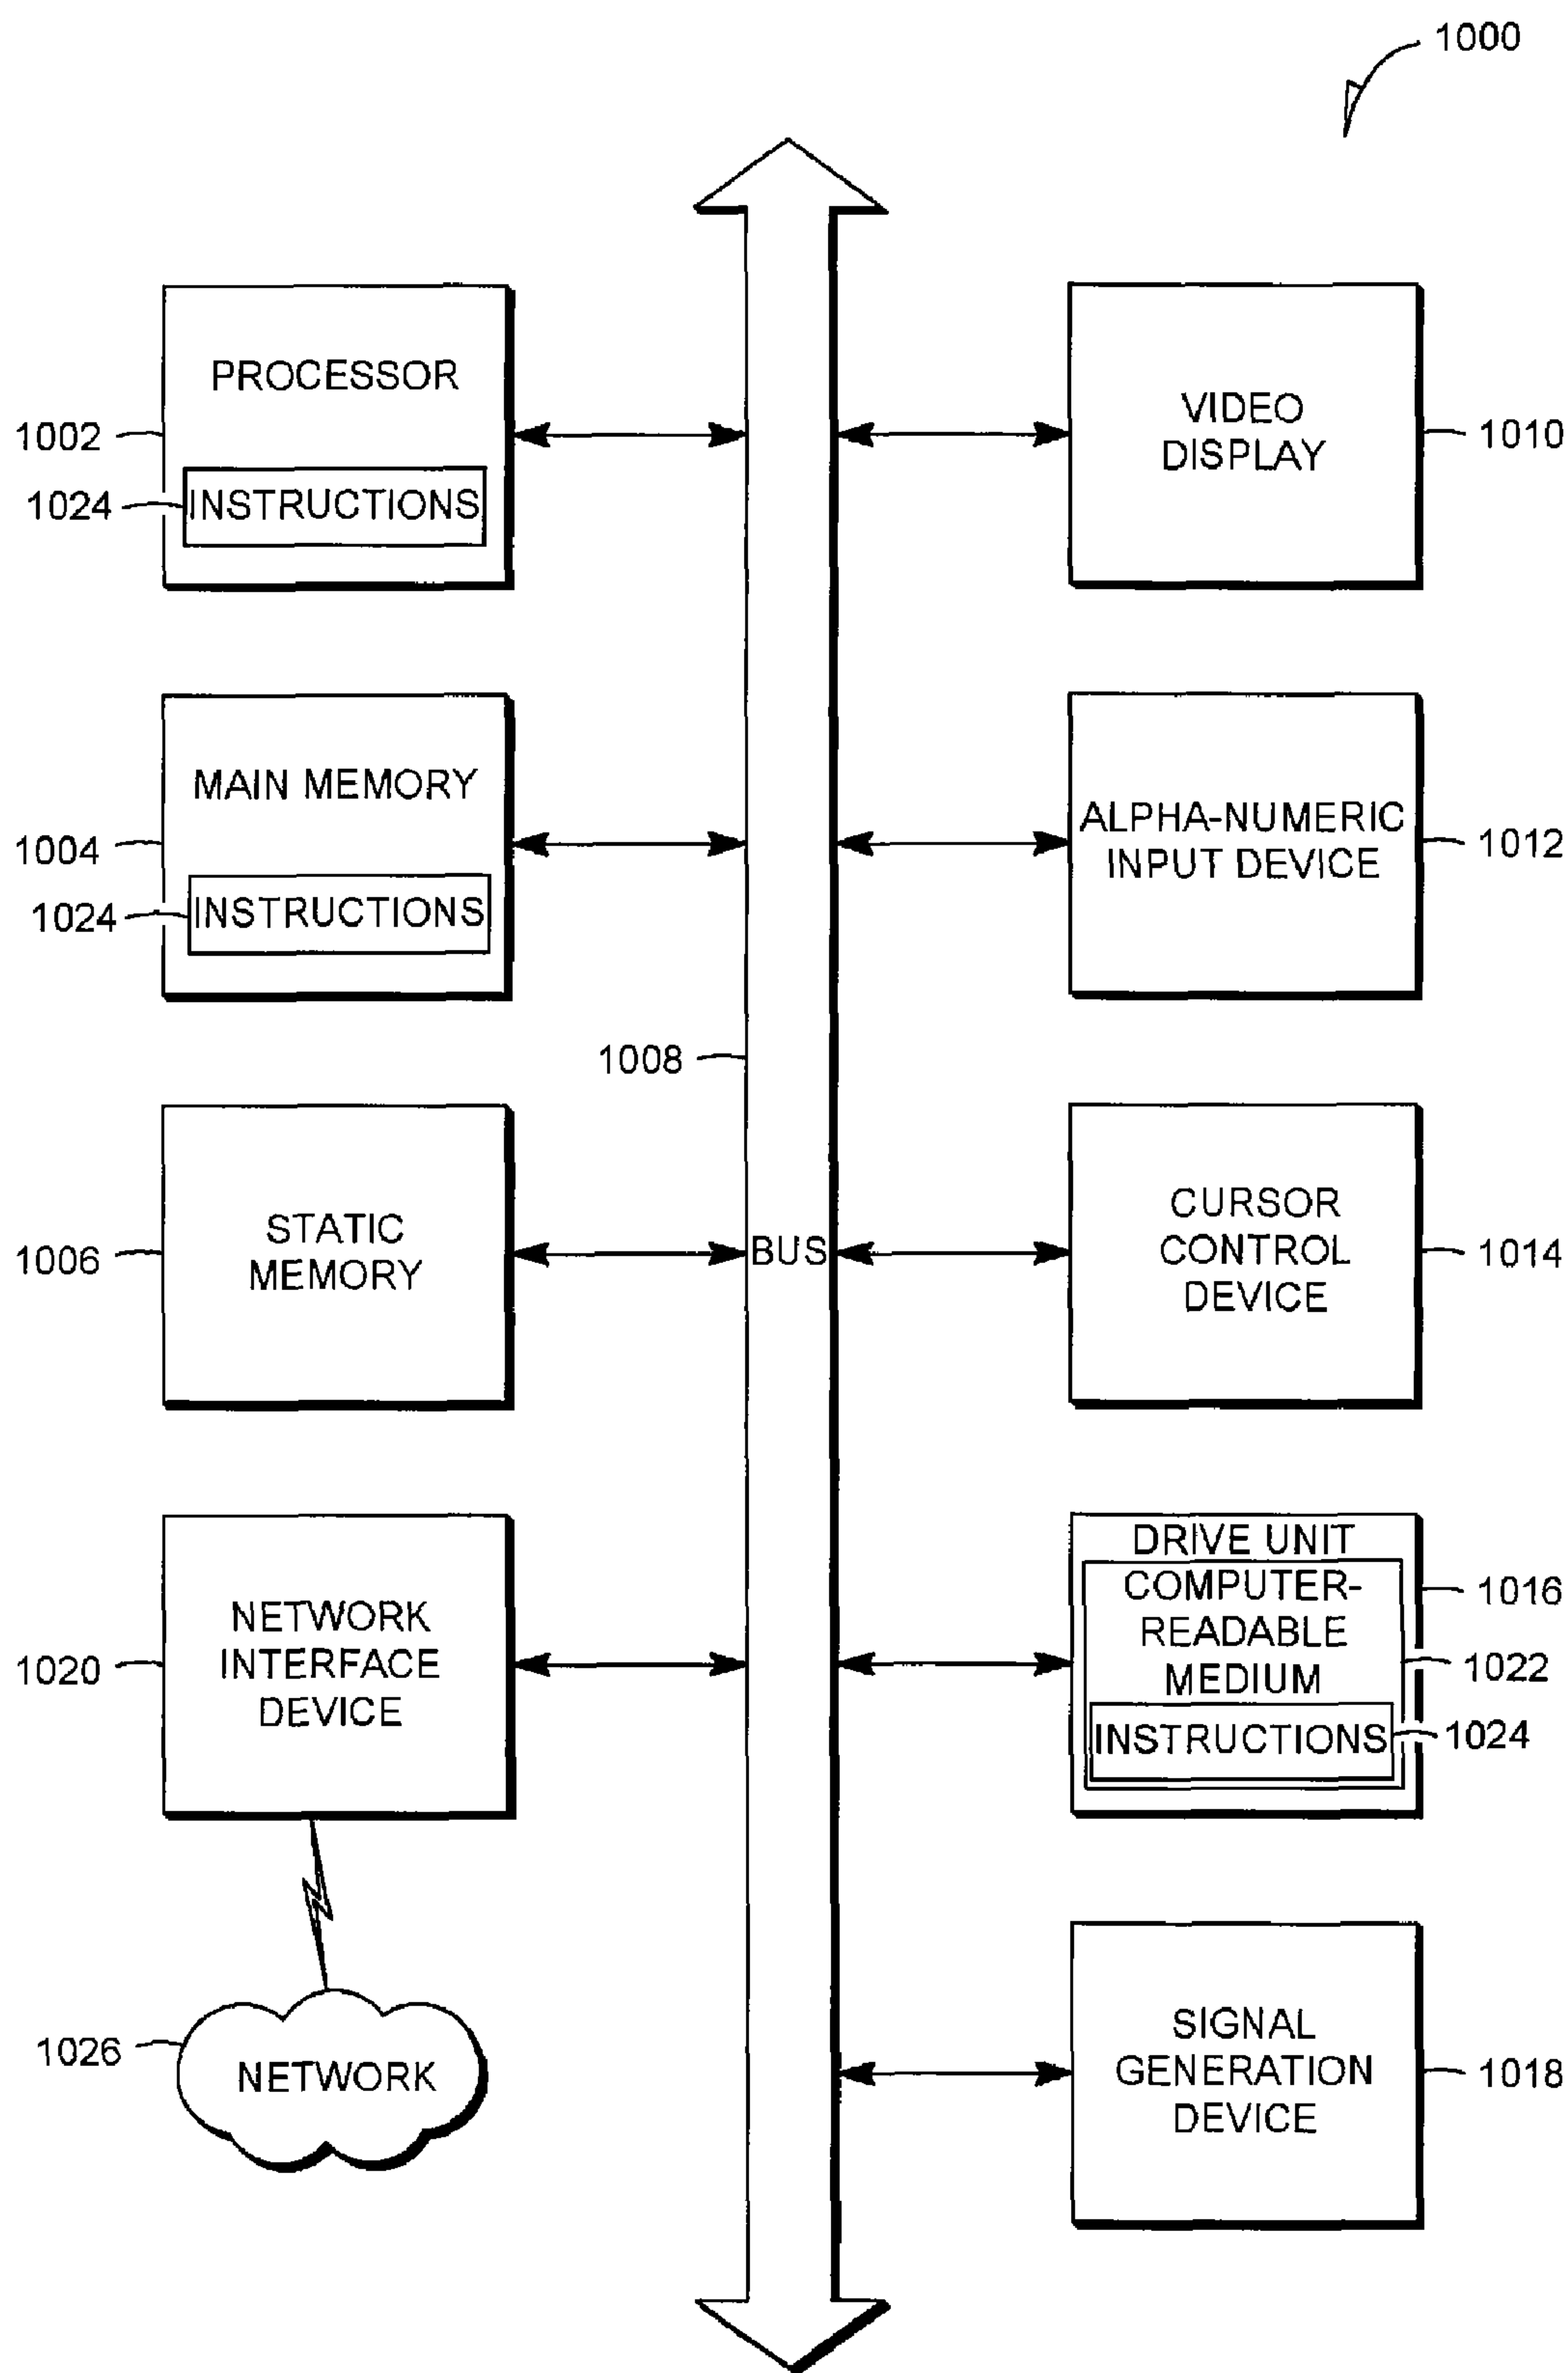 1000
PROCESSOR
1002
1024
INSTRUCTIONS
VIDEO
DISPLAY
1010
MAIN MEMORY
1004
1024
INSTRUCTIONS
ALPHA-NUMERIC
INPUT DEVICE
1012
1008
STATIC
MEMORY
1006
BUS
CURSOR
CONTROL
DEVICE
1014
NETWORK
INTERFACE
DEVICE
1020
DRIVE UNIT
COMPUTER-
READABLE
MEDIUM
INSTRUCTIONS
1016
1022
1024
1026
NETWORK
SIGNAL
GENERATION
DEVICE
1018